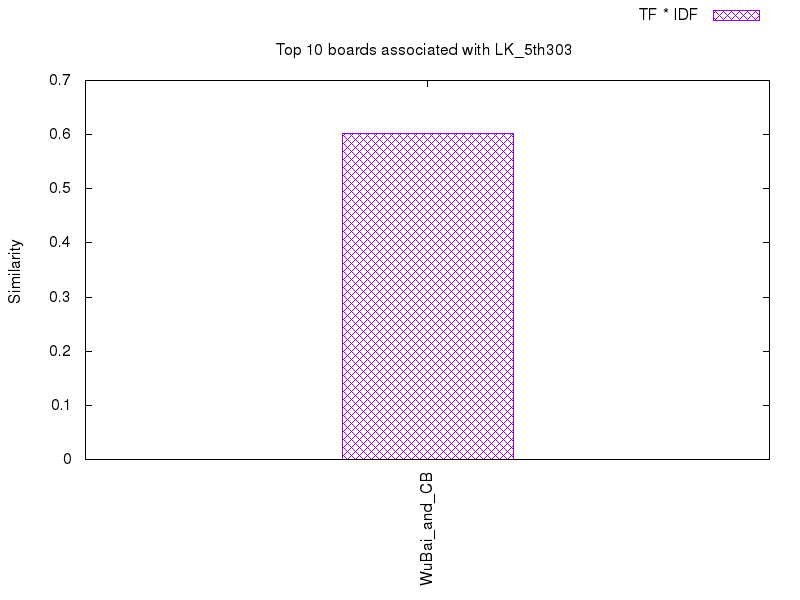 TF * IDF
Top 10 boards associated with LK_5th303
0.7
0.6
0.5
0.4
0.3
0.2
0.1
0
Similarity
WuBai_and_CB